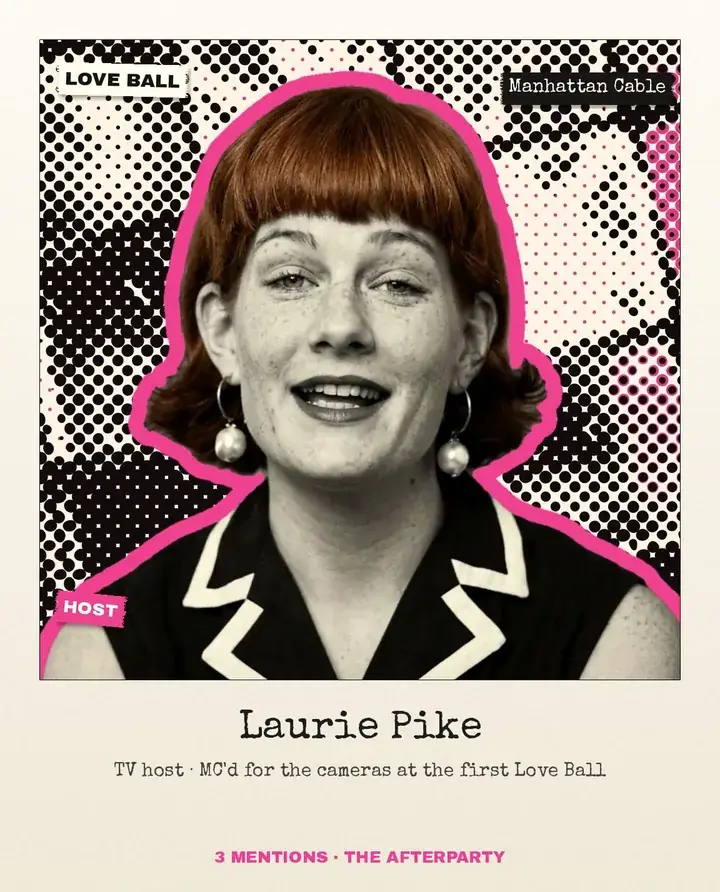 LOVE BALL
Manhattan Cable
HOST
Laurie Pike
TV host · MC'd for the cameras at the first Love Ball
3 MENTIONS · THE AFTERPARTY